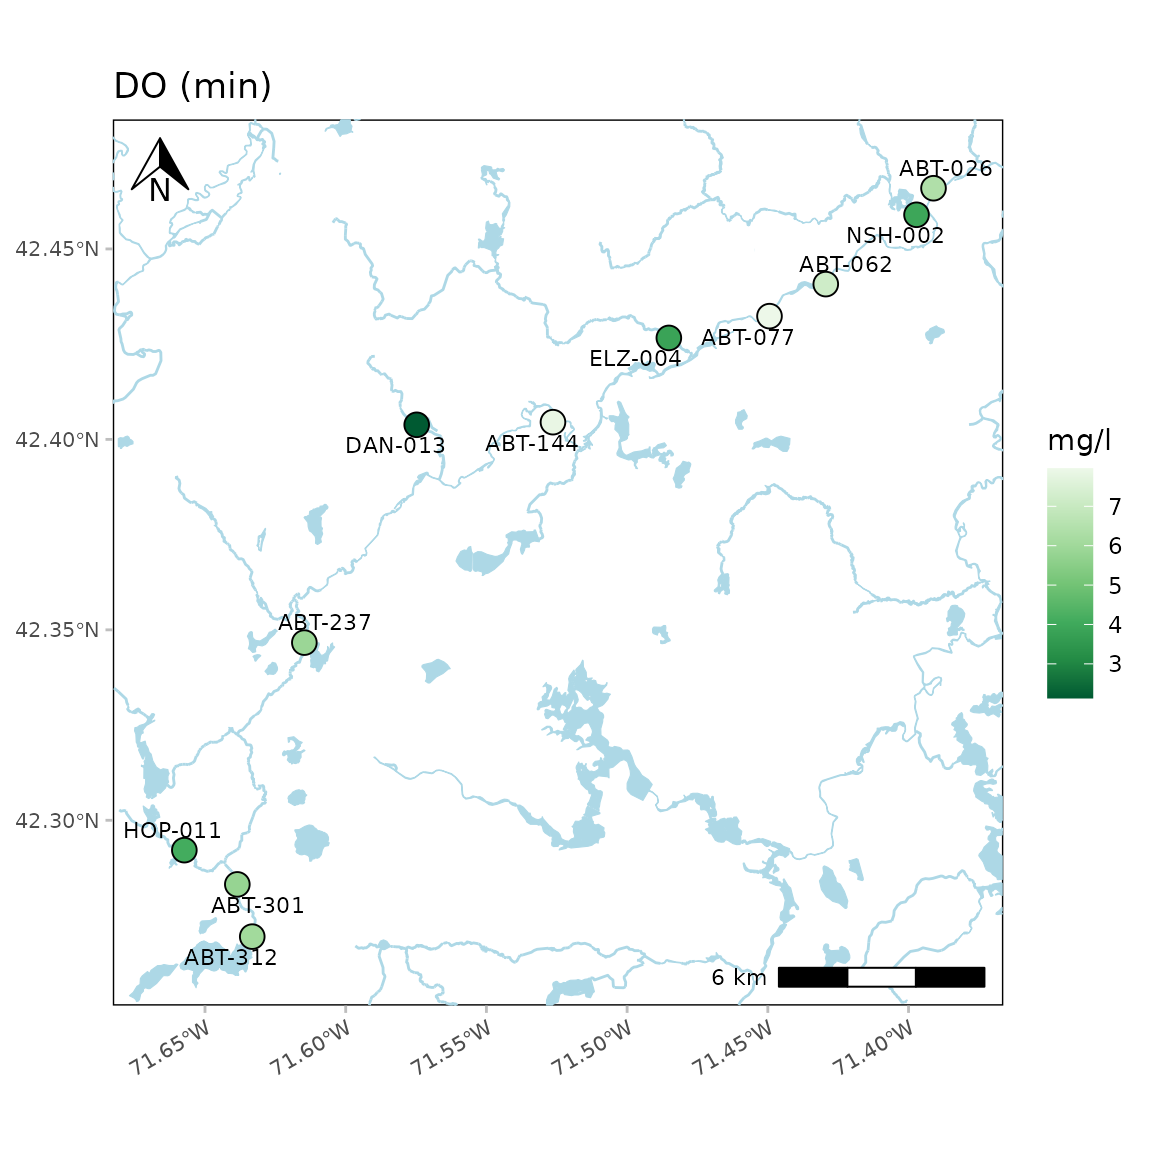 DO (min)
N
ABT-026
NSH-002
ABT-062
ABT-077
ELZ-004
DAN-013
ABT-144
ABT-237
HOP-011
ABT-301
ABT-312
6 km
42.45°N
42.40°N
42.35°N
42.30°N
71.65°W
71.60°W
71.55°W
71.50°W
71.45°W
71.40°W
mg/l
7
6
5
4
3